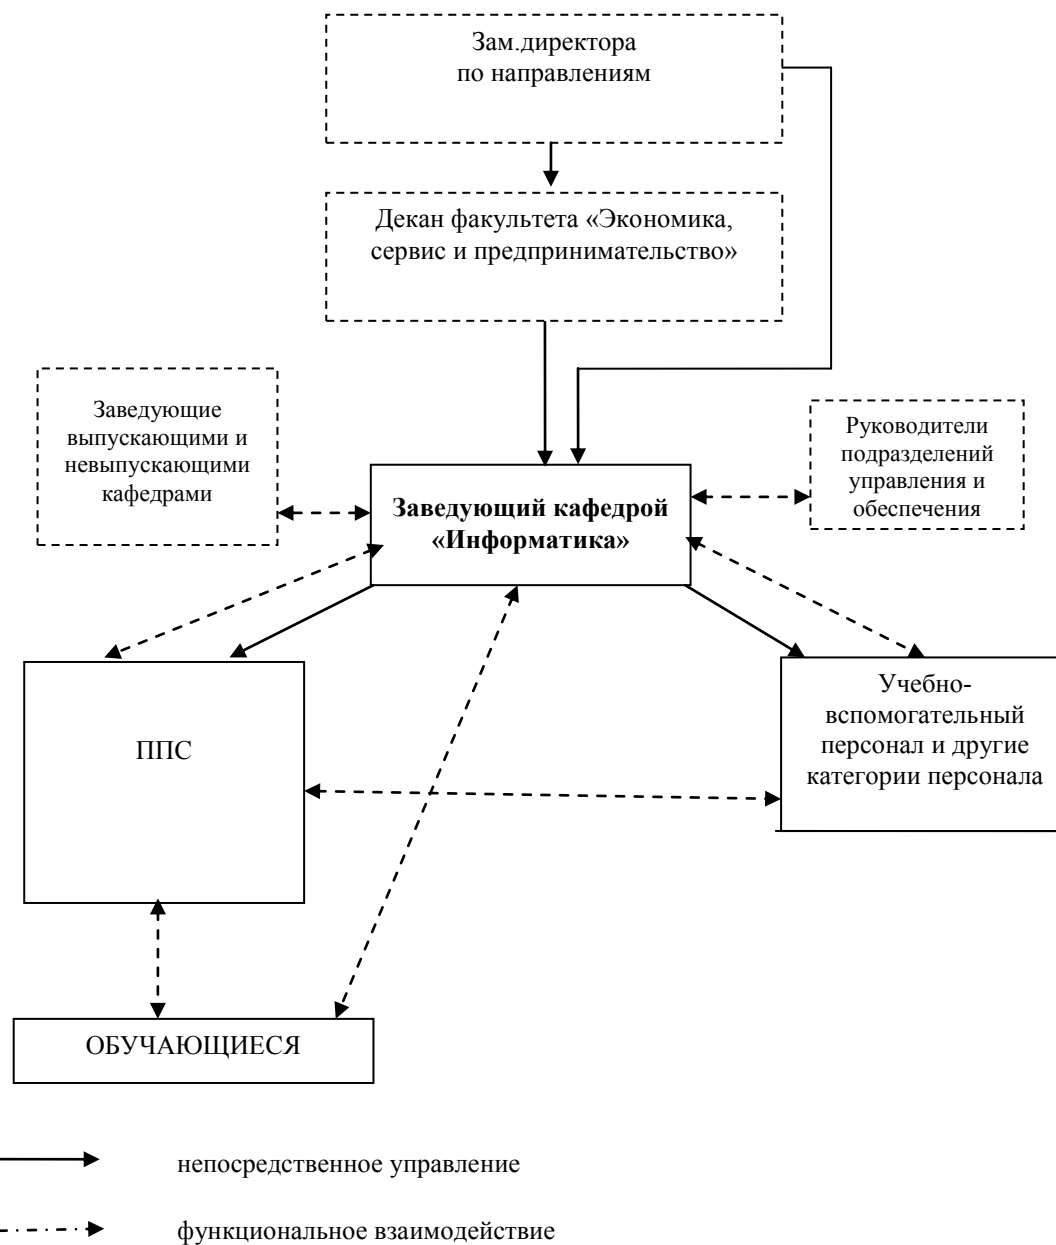 Зам.директора
по направлениям
Декан факультета «Экономика,
сервис и предпринимательство»
Заведующие
выпускающими и
невыпускающими
кафедрами
Руководители
подразделений
управления и
обеспечения
Заведующий кафедрой
«Информатика»
ППС
Учебно-
вспомогательный
персонал и другие
категории персонала
ОБУЧАЮЩИЕСЯ
непосредственное управление
функциональное взаимодействие